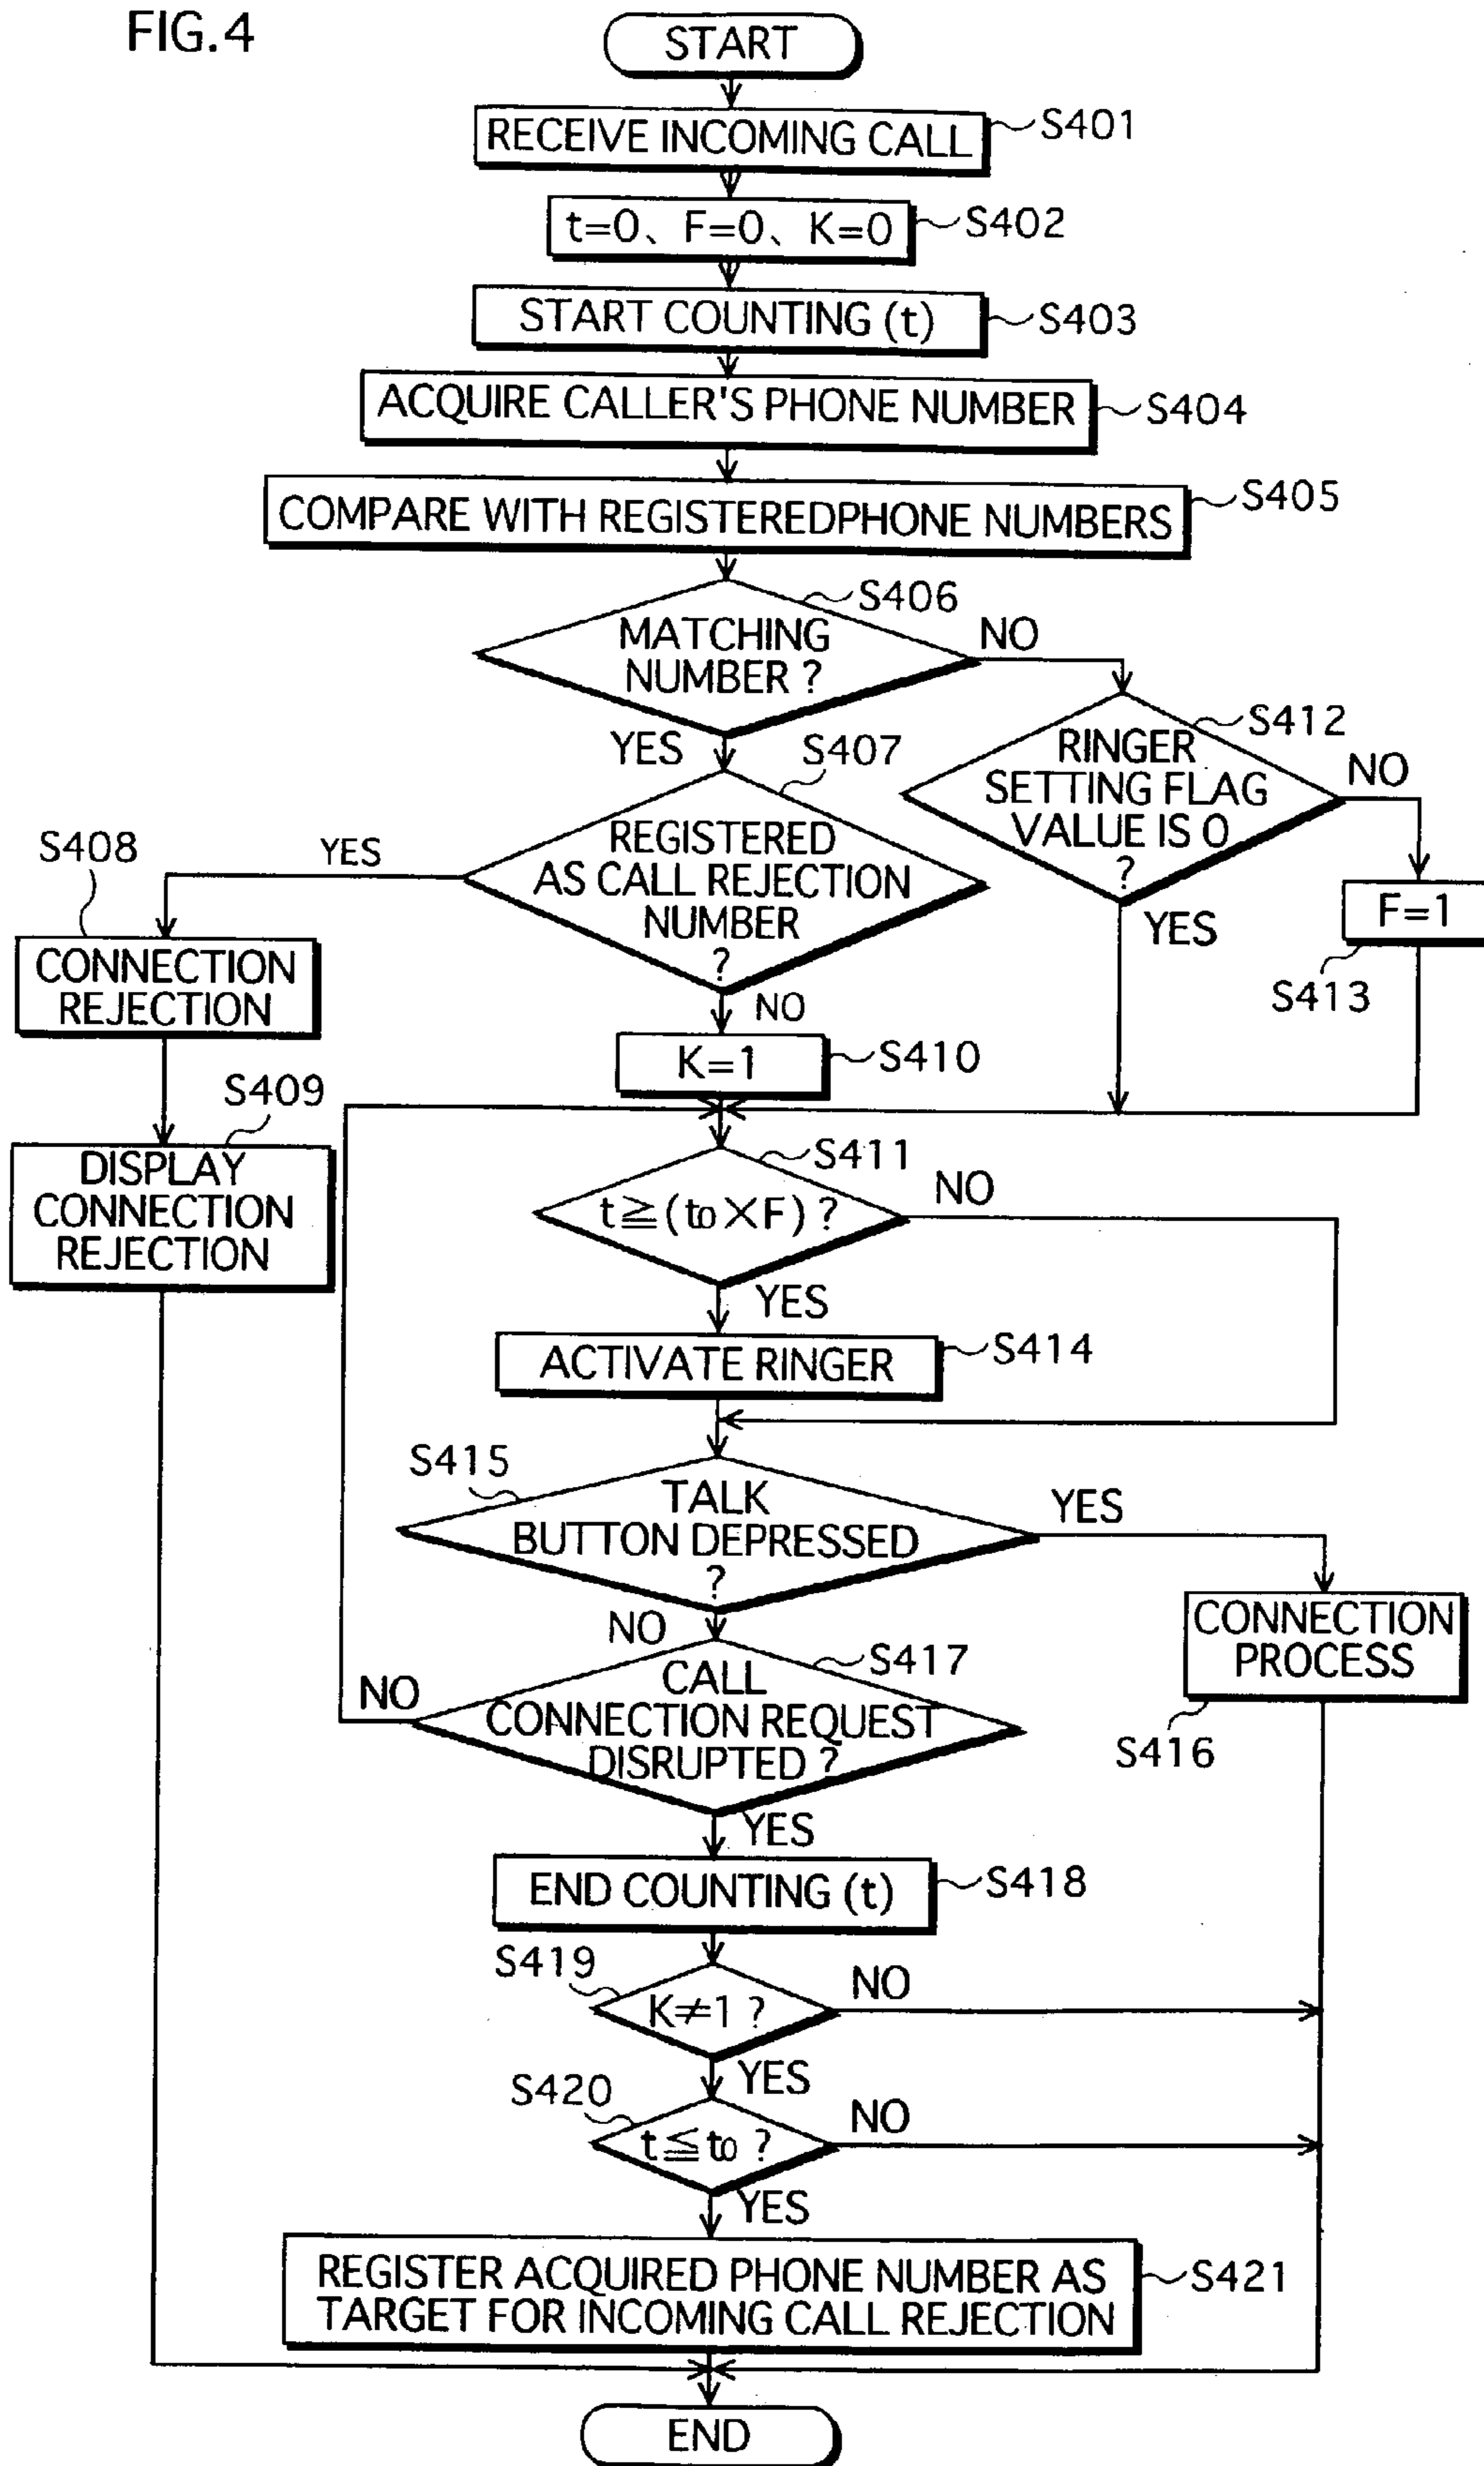 FIG.4
START
RECEIVE INCOMING CALL
S401
t=0、F=0、K=0
S402
START COUNTING (t)
S403
ACQUIRE CALLER'S PHONE NUMBER
S404
COMPARE WITH REGISTEREDPHONE NUMBERS
S405
S406
MATCHING
NUMBER ?
NO
YES
S407
S412
RINGER
SETTING FLAG
VALUE IS 0
?
NO
YES
F=1
S413
REGISTERED
AS CALL REJECTION
NUMBER
?
YES
NO
S408
CONNECTION
REJECTION
S409
DISPLAY
CONNECTION
REJECTION
K=1
S410
S411
t≧(t0×F) ?
NO
YES
ACTIVATE RINGER
S414
S415
TALK
BUTTON DEPRESSED
?
YES
NO
CONNECTION
PROCESS
S416
S417
CALL
CONNECTION REQUEST
DISRUPTED ?
NO
YES
END COUNTING (t)
S418
S419
K≠1 ?
NO
YES
S420
t≦t0 ?
NO
YES
REGISTER ACQUIRED PHONE NUMBER AS
TARGET FOR INCOMING CALL REJECTION
S421
END